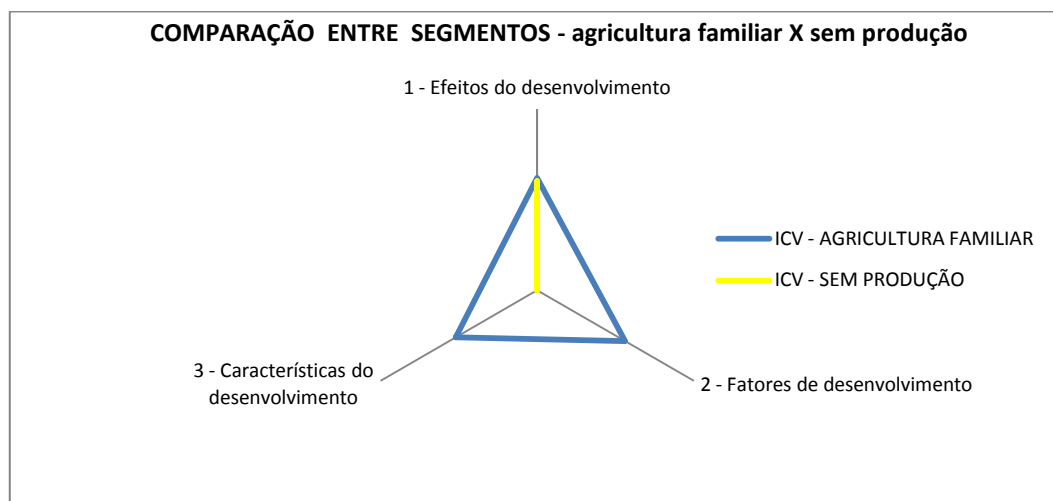 COMPARAÇÃO ENTRE SEGMENTOS - agricultura familiar X sem produção
1 - Efeitos do desenvolvimento
ICV - AGRICULTURA FAMILIAR
ICV - SEM PRODUÇÃO
3 - Características do
desenvolvimento
2 - Fatores de desenvolvimento